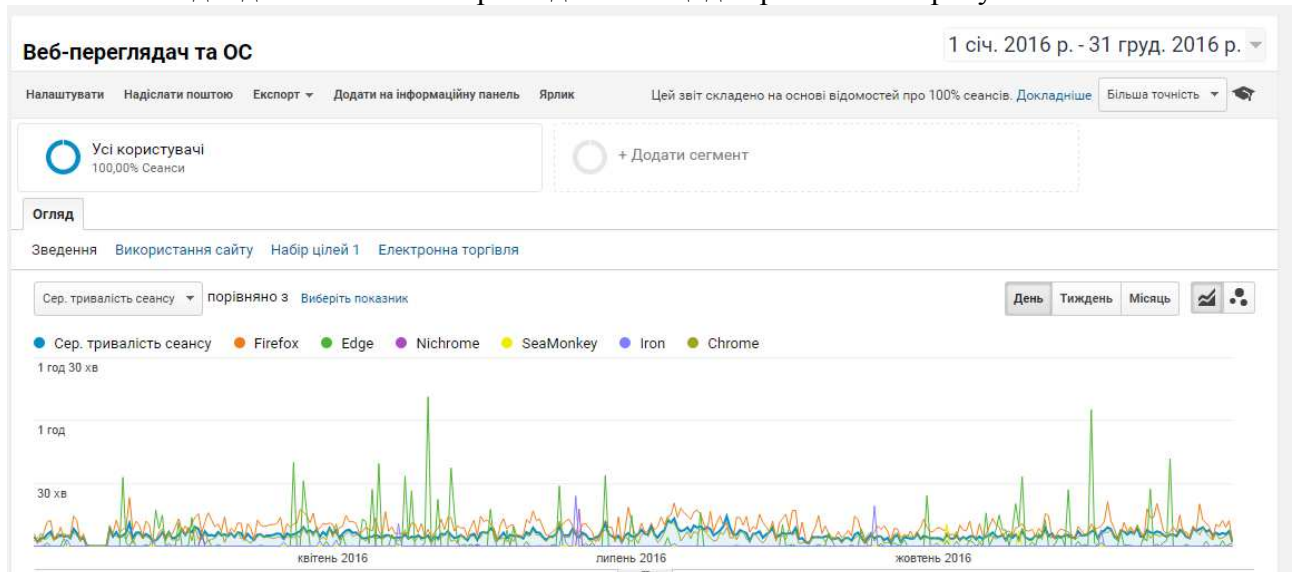 Веб-переглядач та ОС
1 січ. 2016 р. - 31 груд. 2016 р.
Налаштувати Надіслати поштою Експорт Додати на інформаційну панель Ярлик Цей звіт складено на основі відомостей про 100% сеансів. Докладніше Більша точність
Усі користувачі
100,00% Сеанси
+ Додати сегмент
Огляд
Зведення Використання сайту Набір цілей 1 Електронна торгівля
Сер. тривалість сеансу порівняно з Виберіть показник День Тиждень Місяць
Сер. тривалість сеансу Firefox Edge Nichrome SeaMonkey Iron Chrome
1 год 30 хв
1 год
30 хв
квітень 2016 липень 2016 жовтень 2016